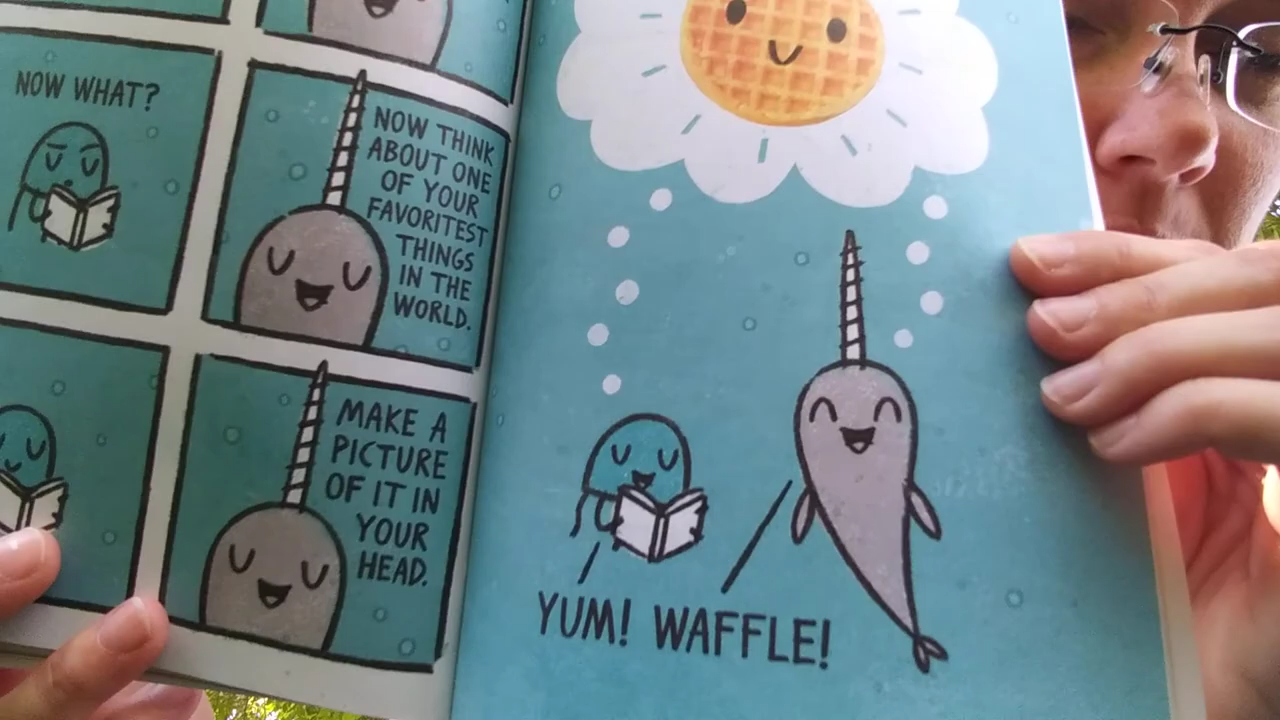 NOW WHAT?
NOW THINK
ABOUT ONE
OF YOUR
FAVORITEST
THINGS
IN THE
WORLD.
MAKE A
PICTURE
OF IT IN
YOUR
HEAD.
YUM! WAFFLE!